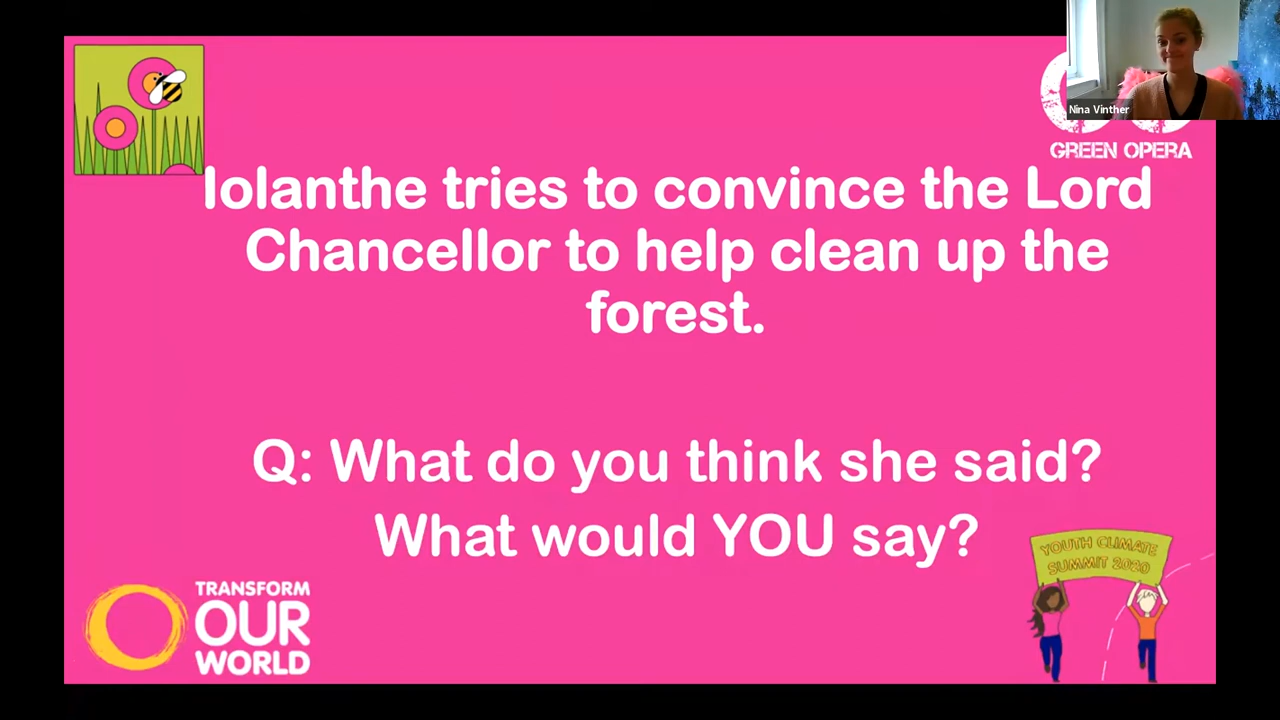 Nina Vinther
GREEN OPERA
Iolanthe tries to convince the Lord
Chancellor to help clean up the
forest.
Q: What do you think she said?
What would YOU say?
YOUTH CLIMATE
SUMMIT 2020
TRANSFORM
OUR
WORLD